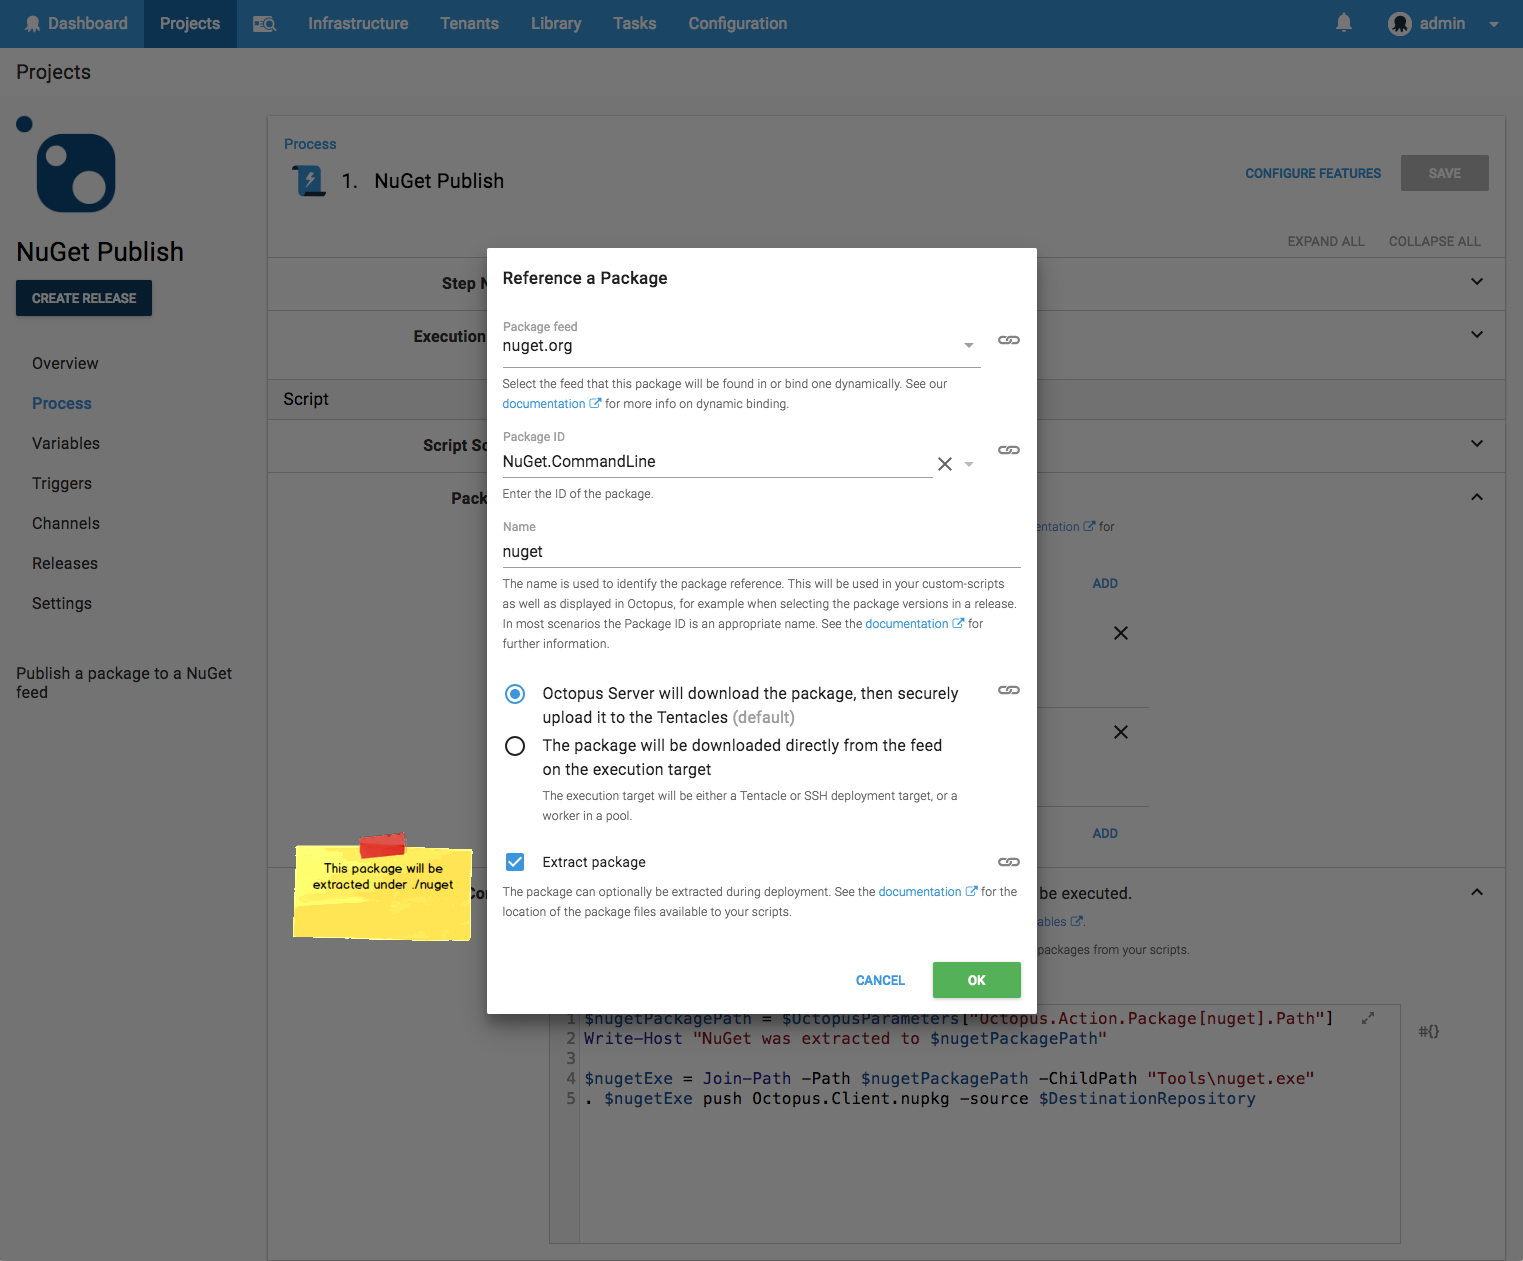 Dashboard
Projects
Infrastructure
Tenants
Library
Tasks
Configuration
admin
Projects
NuGet Publish
CREATE RELEASE
Overview
Process
Variables
Triggers
Channels
Releases
Settings
Publish a package to a NuGet
feed
Process
1. NuGet Publish
CONFIGURE FEATURES
SAVE
EXPAND ALL
COLLAPSE ALL
Step
Execution
Script
Script
for
ADD
ADD
be executed.
packages from your scripts.
Reference a Package
Package feed
nuget.org
Select the feed that this package will be found in or bind one dynamically. See our
documentation for more info on dynamic binding.
Package ID
NuGet.CommandLine
Enter the ID of the package.
Name
nuget
The name is used to identify the package reference. This will be used in your custom-scripts
as well as displayed in Octopus, for example when selecting the package versions in a release.
In most scenarios the Package ID is an appropriate name. See the documentation for
further information.
Octopus Server will download the package, then securely
upload it to the Tentacles (default)
The package will be downloaded directly from the feed
on the execution target
The execution target will be either a Tentacle or SSH deployment target, or a
worker in a pool.
Extract package
The package can optionally be extracted during deployment. See the documentation for the
location of the package files available to your scripts.
CANCEL
OK
This package will be
extracted under ./nuget
1 $nugetPackagePath = $OctopusParameters["Octopus.Action.Package[nuget].Path"]
2 Write-Host "NuGet was extracted to $nugetPackagePath"
3
4 $nugetExe = Join-Path -Path $nugetPackagePath -ChildPath "Tools\nuget.exe"
5 . $nugetExe push Octopus.Client.nupkg -source $DestinationRepository
#{}